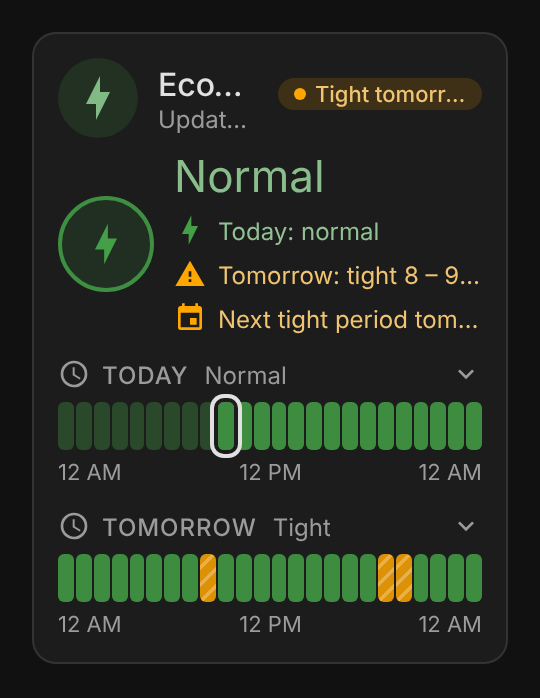 Eco...
Tight tomorr...
Updat...
Normal
Today: normal
Tomorrow: tight 8 – 9...
Next tight period tom...
TODAY Normal
12 AM 12 PM 12 AM
TOMORROW Tight
12 AM 12 PM 12 AM